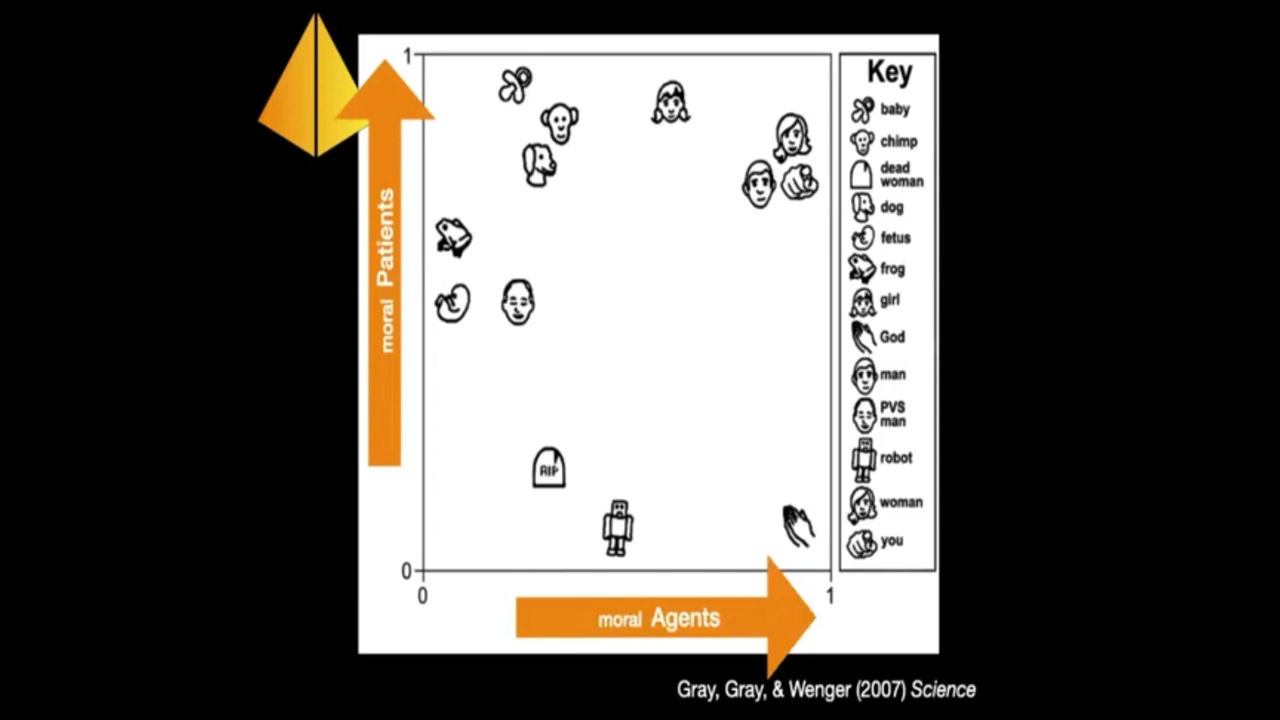 1
moral Patients
RIP
0
0
1
moral Agents
Key
baby
chimp
dead
woman
dog
fetus
frog
girl
God
man
PVS
man
robot
woman
you
Gray, Gray, & Wenger (2007) Science